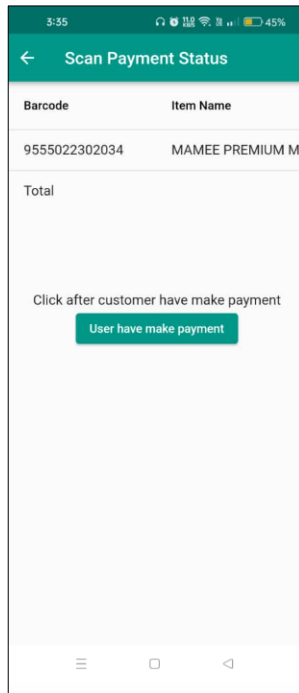 3:35 45%
Scan Payment Status
Barcode Item Name
9555022302034 MAMEE PREMIUM M
Total
Click after customer have make payment
User have make payment